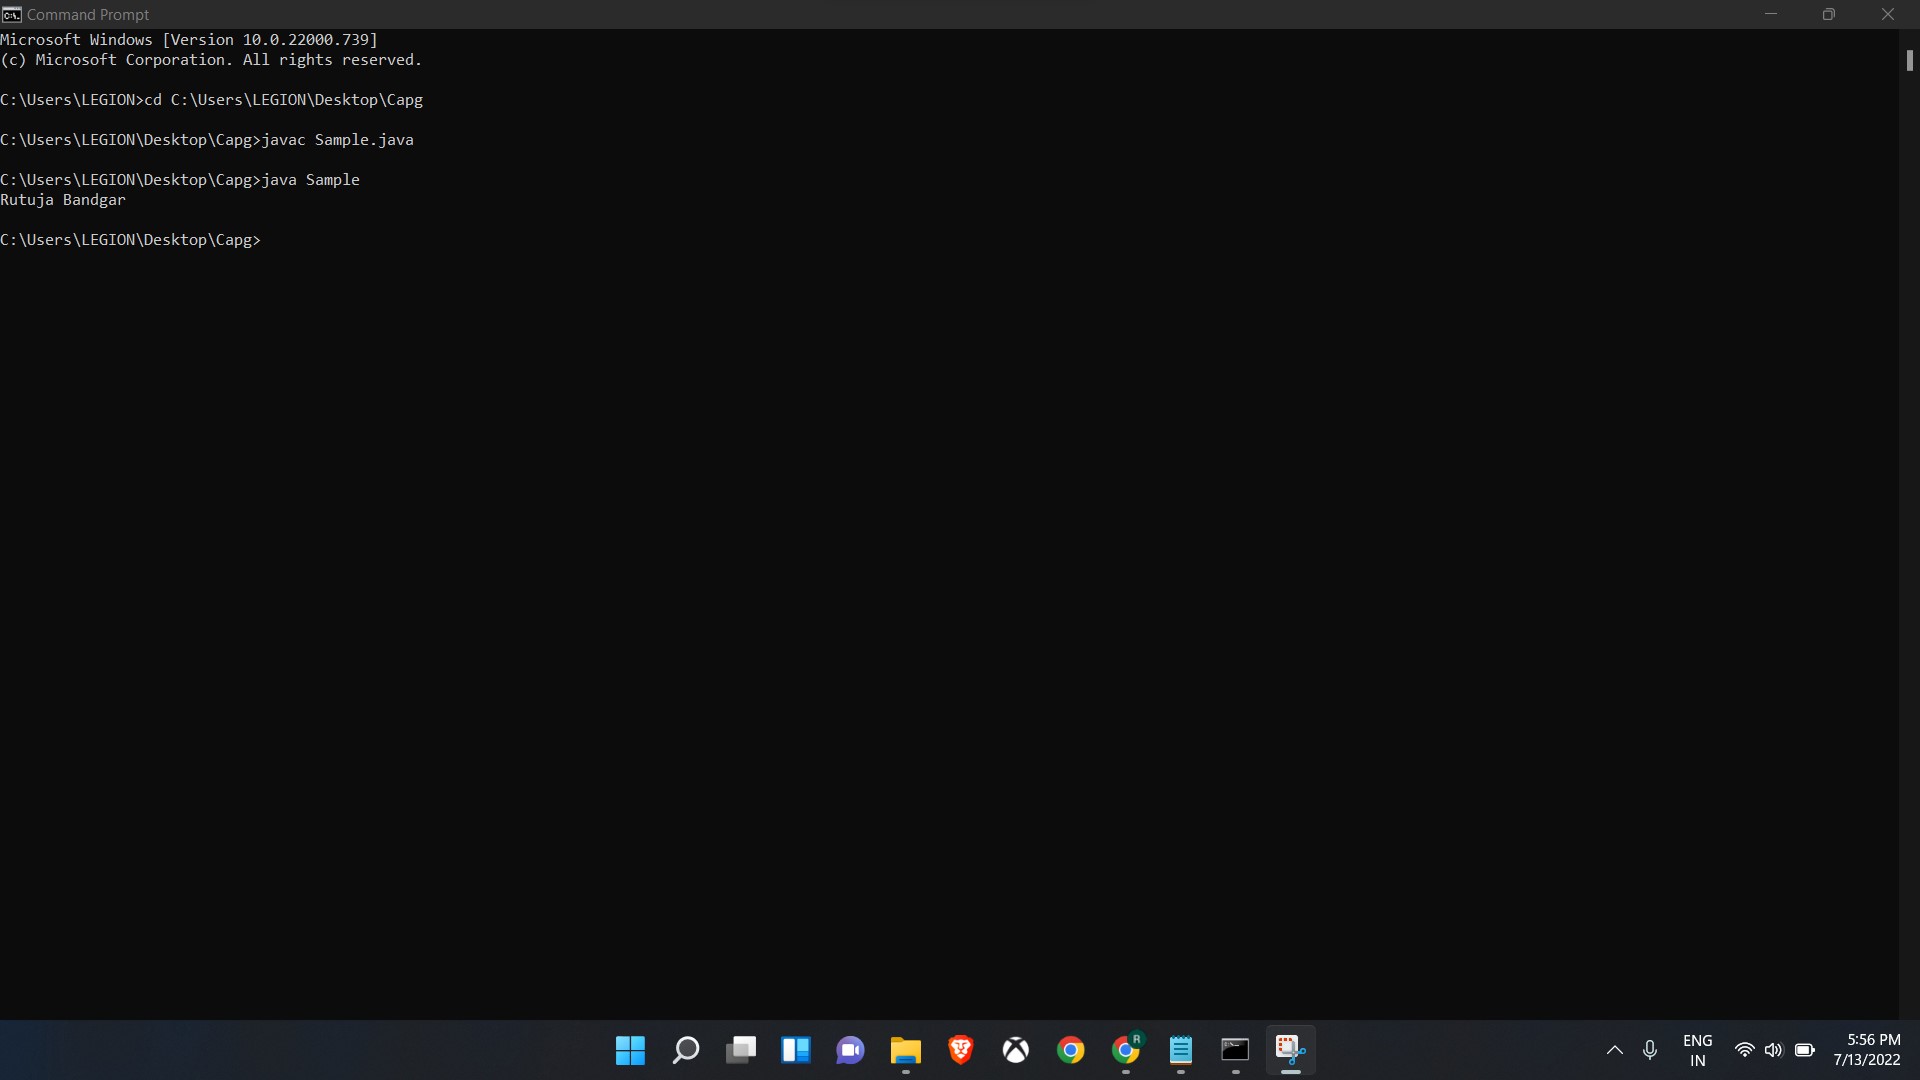 Command Prompt
Microsoft Windows [Version 10.0.22000.739]
(c) Microsoft Corporation. All rights reserved.
C:\Users\LEGION>cd C:\Users\LEGION\Desktop\Capg
C:\Users\LEGION\Desktop\Capg>javac Sample.java
C:\Users\LEGION\Desktop\Capg>java Sample
Rutuja Bandgar
C:\Users\LEGION\Desktop\Capg>
R
ENG
IN
5:56 PM
7/13/2022